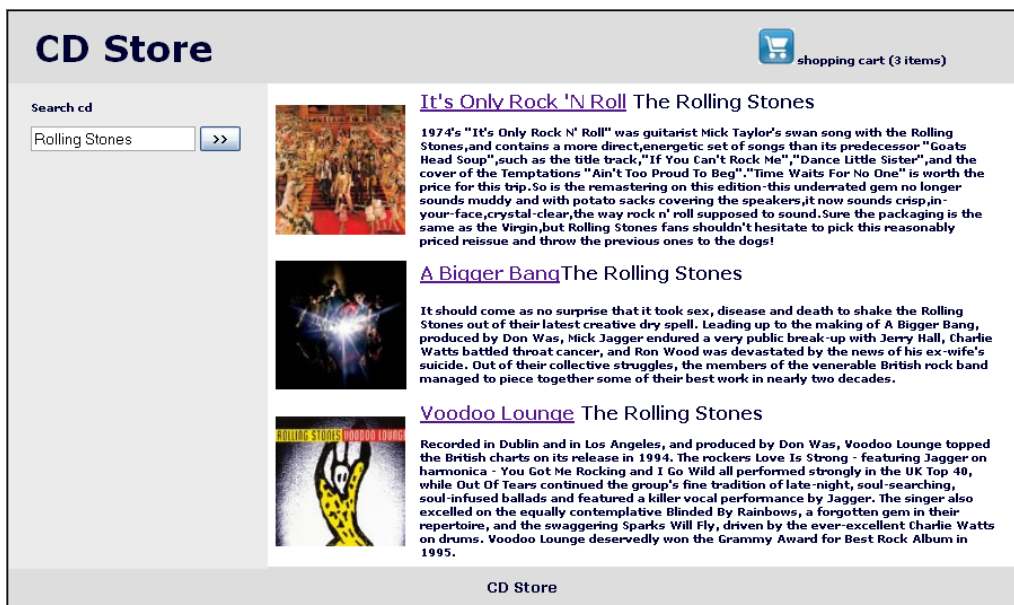 CD Store
shopping cart (3 items)
Search cd
Rolling Stones
>>
It's Only Rock 'N Roll The Rolling Stones
1974's "It's Only Rock N' Roll" was guitarist Mick Taylor's swan song with the Rolling
Stones,and contains a more direct,energetic set of songs than its predecessor "Goats
Head Soup",such as the title track,"If You Can't Rock Me","Dance Little Sister",and the
cover of the Temptations "Ain't Too Proud To Beg"."Time Waits For No One" is worth the
price for this trip.So is the remastering on this edition-this underrated gem no longer
sounds muddy and with potato sacks covering the speakers,it now sounds crisp,in-
your-face,crystal-clear,the way rock n' roll supposed to sound.Sure the packaging is the
same as the Virgin,but Rolling Stones fans shouldn't hesitate to pick this reasonably
priced reissue and throw the previous ones to the dogs!
A Bigger BangThe Rolling Stones
It should come as no surprise that it took sex, disease and death to shake the Rolling
Stones out of their latest creative dry spell. Leading up to the making of A Bigger Bang,
produced by Don Was, Mick Jagger endured a very public break-up with Jerry Hall, Charlie
Watts battled throat cancer, and Ron Wood was devastated by the news of his ex-wife's
suicide. Out of their collective struggles, the members of the venerable British rock band
managed to piece together some of their best work in nearly two decades.
ROLLING STONES VOODOO LOUNGE
Voodoo Lounge The Rolling Stones
Recorded in Dublin and in Los Angeles, and produced by Don Was, Voodoo Lounge topped
the British charts on its release in 1994. The rockers Love Is Strong - featuring Jagger on
harmonica - You Got Me Rocking and I Go Wild all performed strongly in the UK Top 40,
while Out Of Tears continued the group's fine tradition of late-night, soul-searching,
soul-infused ballads and featured a killer vocal performance by Jagger. The singer also
excelled on the equally contemplative Blinded By Rainbows, a forgotten gem in their
repertoire, and the swaggering Sparks Will Fly, driven by the ever-excellent Charlie Watts
on drums. Voodoo Lounge deservedly won the Grammy Award for Best Rock Album in
1995.
CD Store